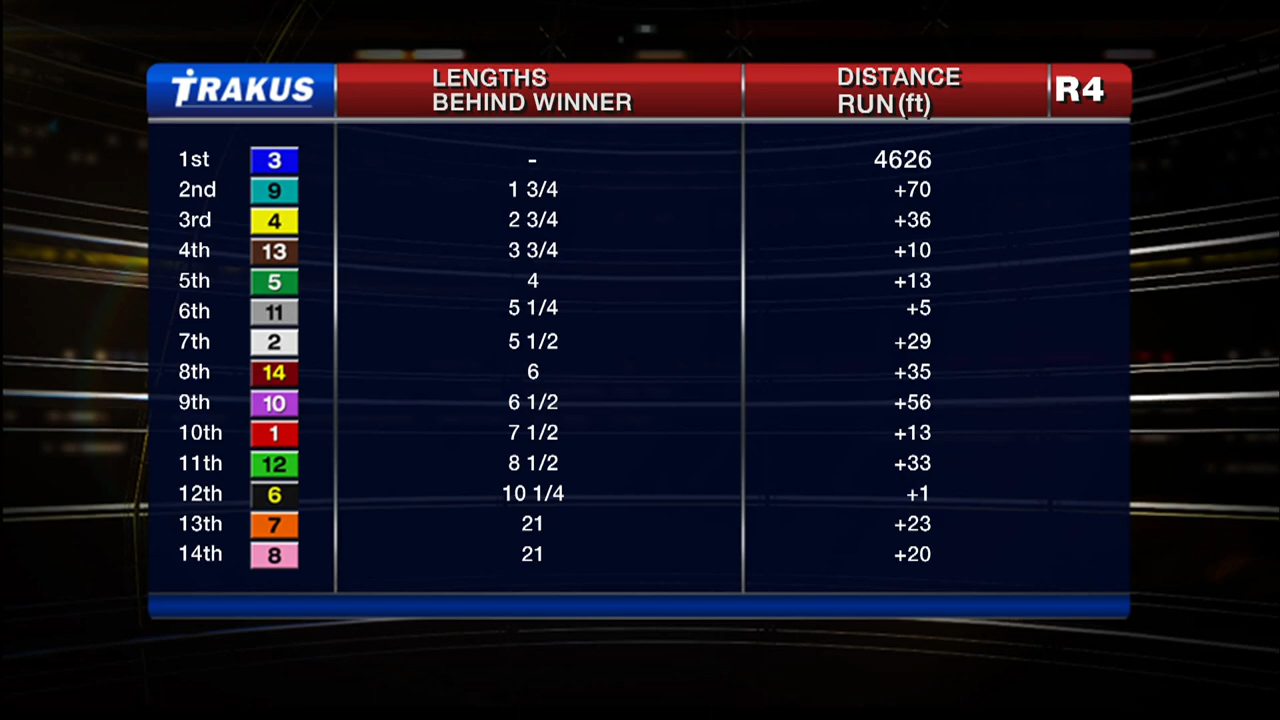 TRAKUS LENGTHS BEHIND WINNER DISTANCE RUN (ft) R4
1st 3 - 4626
2nd 9 1 3/4 +70
3rd 4 2 3/4 +36
4th 13 3 3/4 +10
5th 5 4 +13
6th 11 5 1/4 +5
7th 2 5 1/2 +29
8th 14 6 +35
9th 10 6 1/2 +56
10th 1 7 1/2 +13
11th 12 8 1/2 +33
12th 6 10 1/4 +1
13th 7 21 +23
14th 8 21 +20